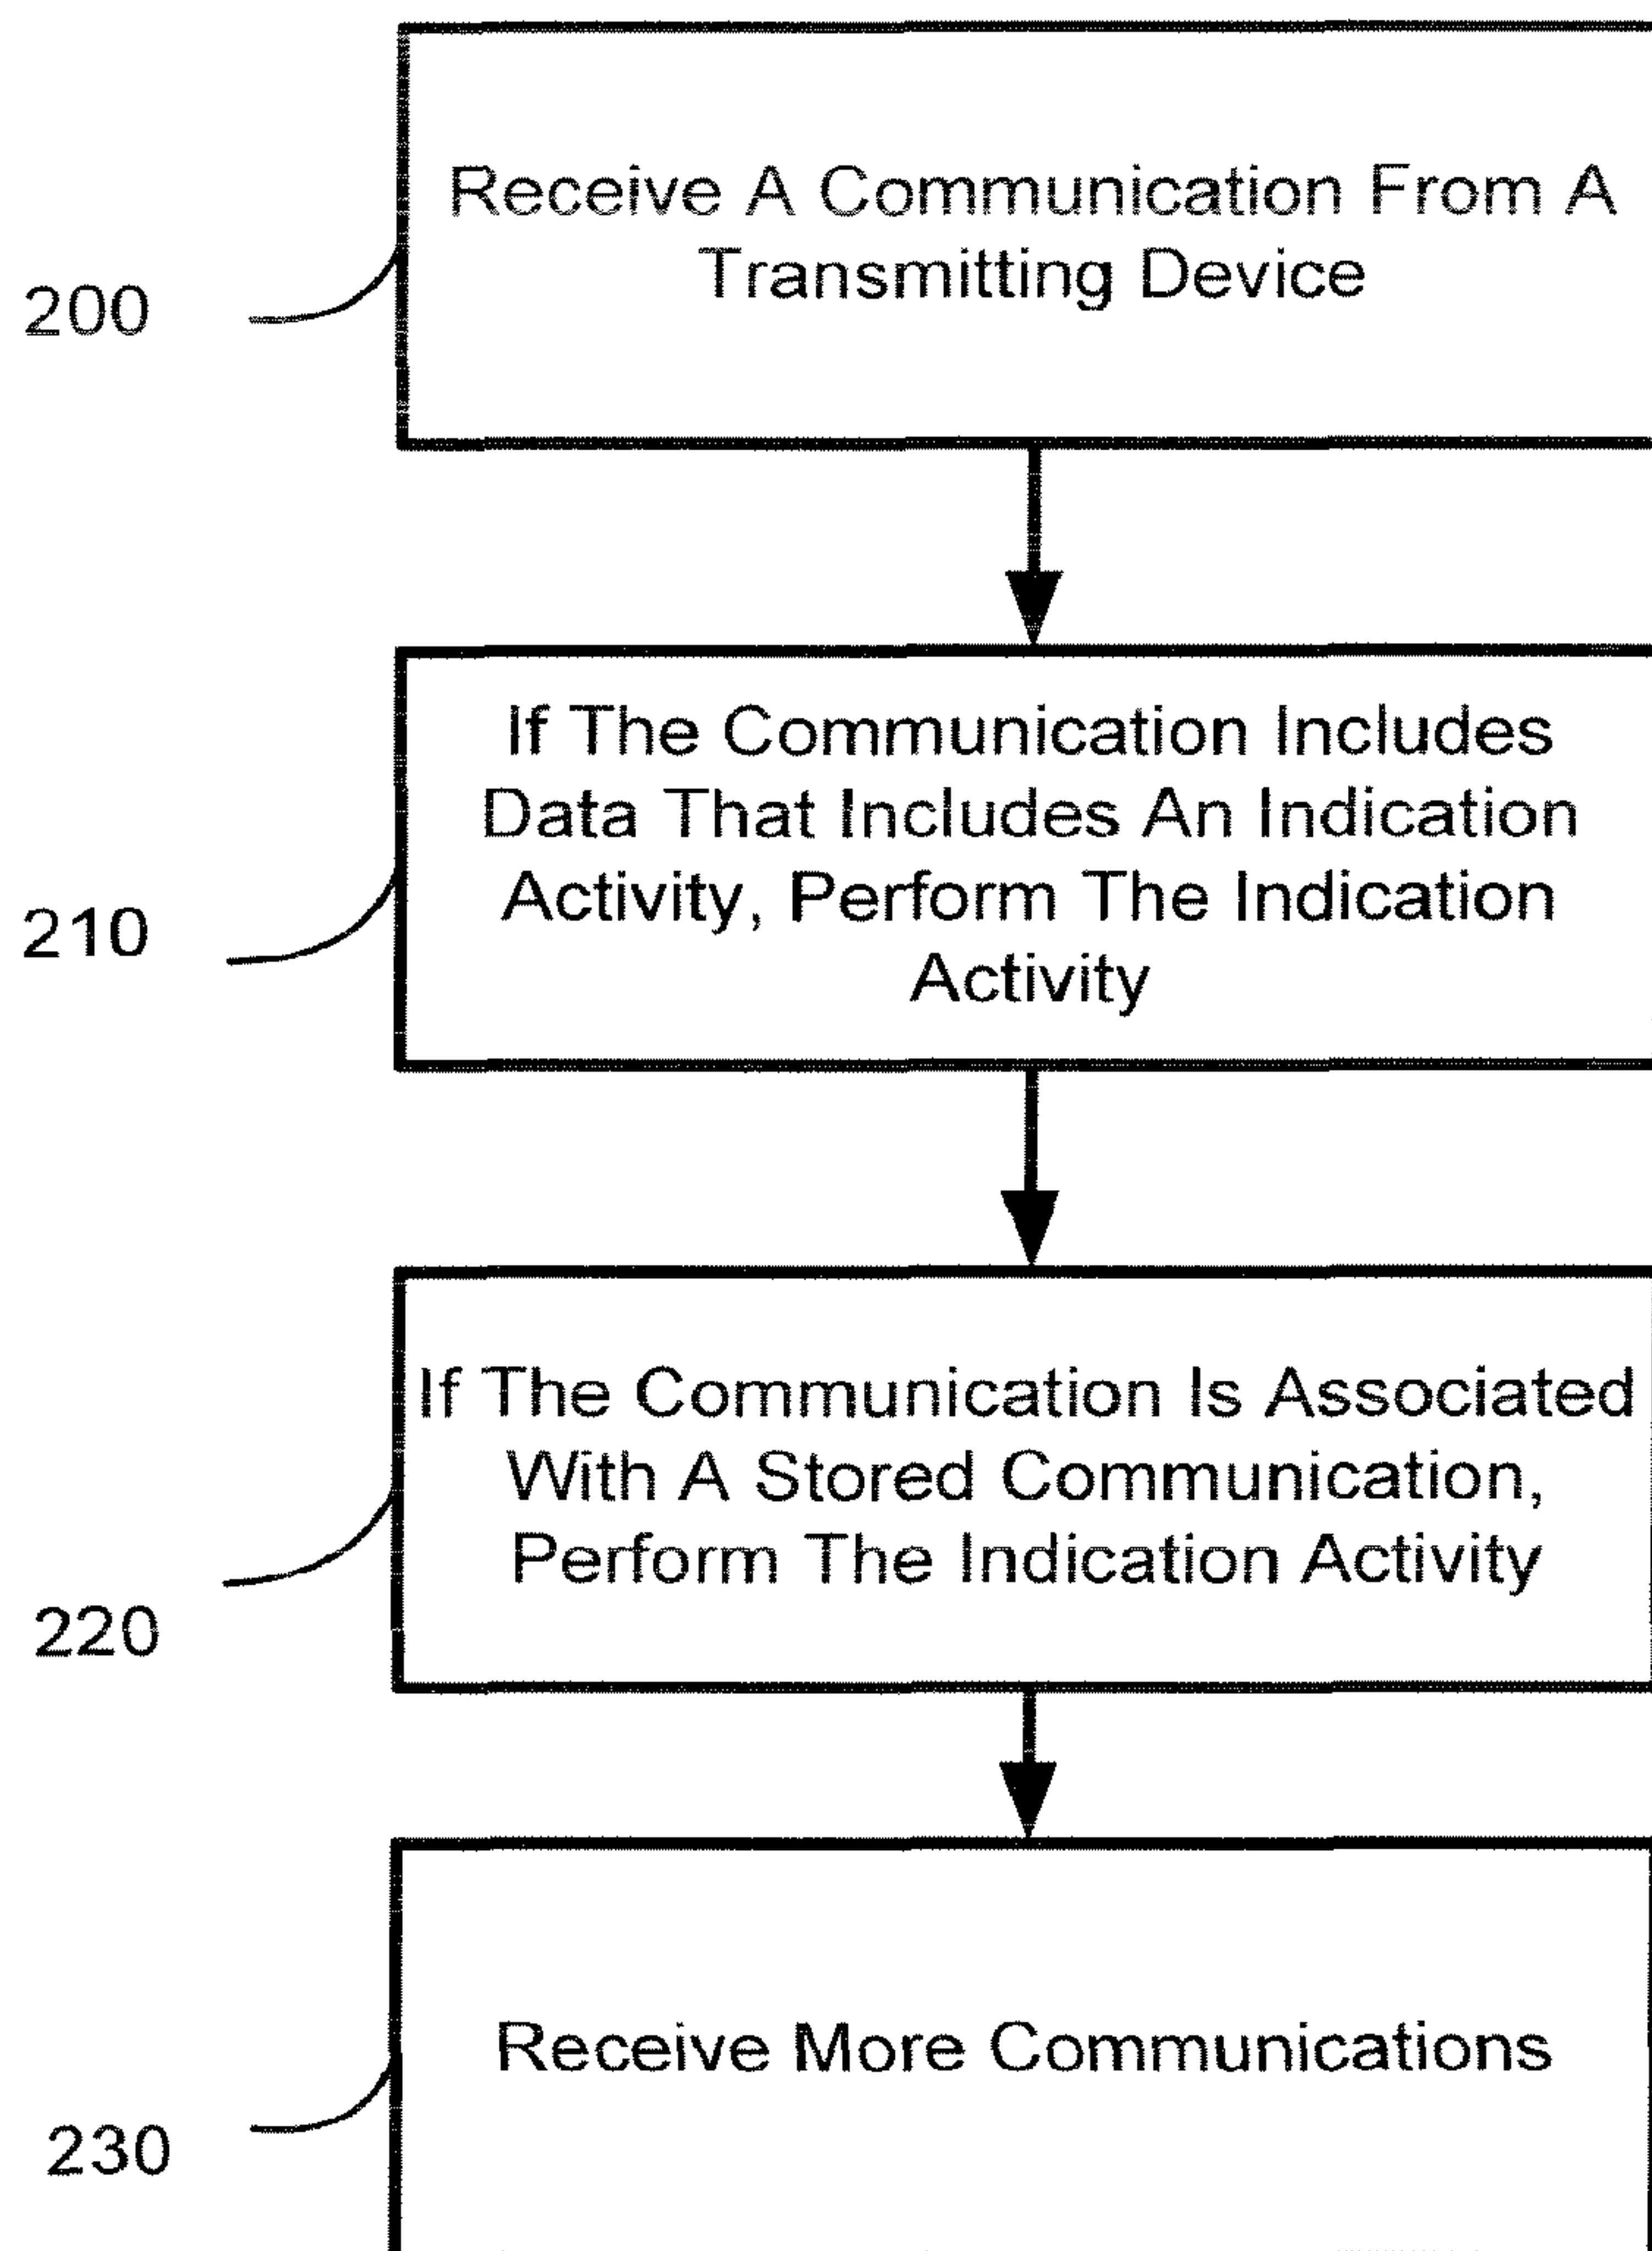 Receive A Communication From A
Transmitting Device
200
If The Communication Includes
Data That Includes An Indication
Activity, Perform The Indication
Activity
210
If The Communication Is Associated
With A Stored Communication,
Perform The Indication Activity
220
Receive More Communications
230